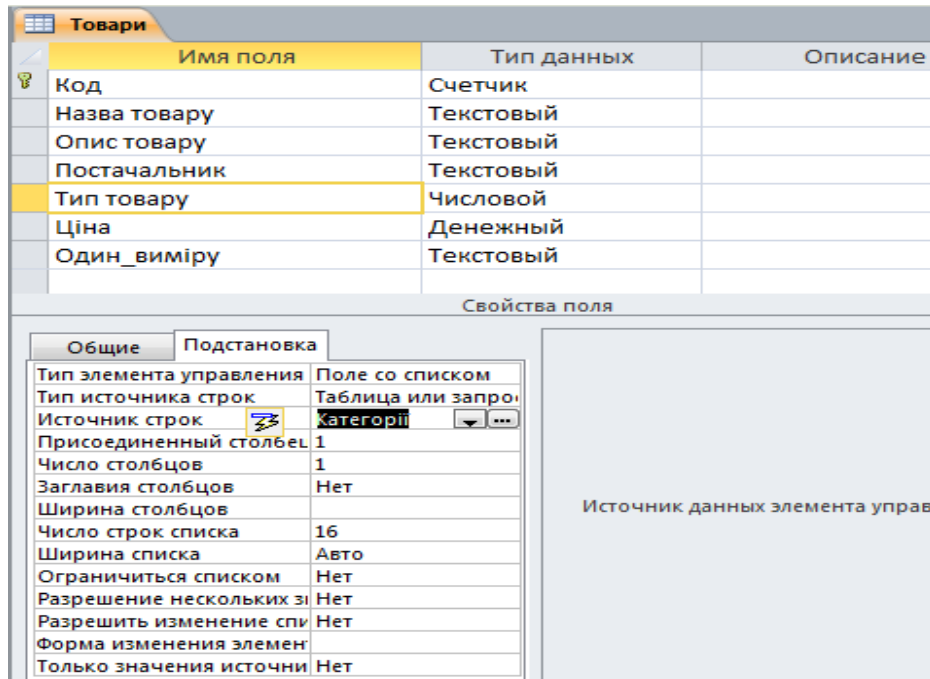 Товари
Имя поля Тип данных Описание
Код Счетчик
Назва товару Текстовый
Опис товару Текстовый
Постачальник Текстовый
Тип товару Числовой
Ціна Денежный
Один_виміру Текстовый
Свойства поля
Общие Подстановка
Тип элемента управления Поле со списком
Тип источника строк Таблица или запро
Источник строк Категорії
Присоединенный столбец 1
Число столбцов 1
Заглавия столбцов Нет
Ширина столбцов
Число строк списка 16
Ширина списка Авто
Ограничиться списком Нет
Разрешение нескольких з Нет
Разрешить изменение спи Нет
Форма изменения элемен
Только значения источни Нет
Источник данных элемента управ